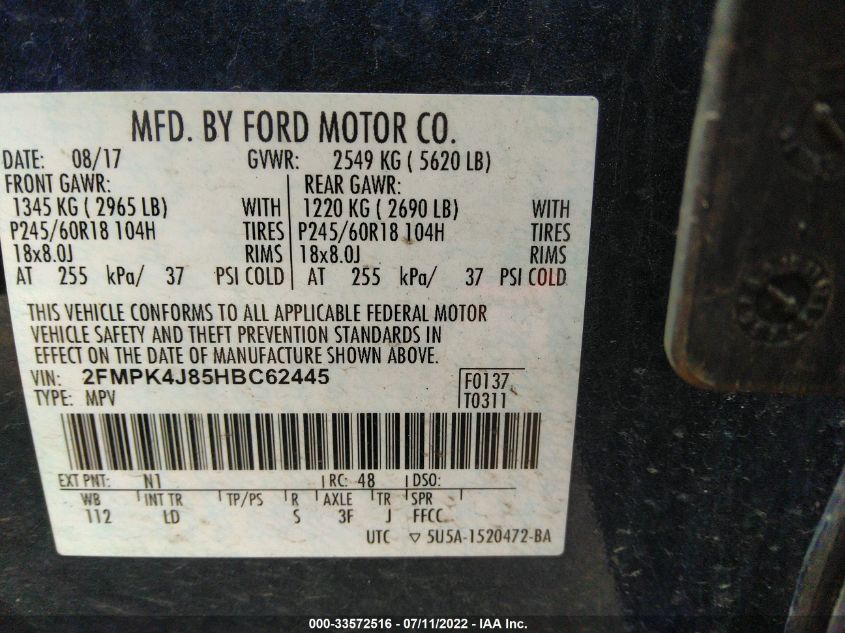 MFD. BY FORD MOTOR CO.
DATE: 08/17 GVWR: 2549 KG ( 5620 LB)
FRONT GAWR: REAR GAWR:
1345 KG ( 2965 LB) WITH 1220 KG ( 2690 LB) WITH
P245/60R18 104H TIRES P245/60R18 104H TIRES
18x8.0J RIMS 18x8.0J RIMS
AT 255 kPa/ 37 PSI COLD AT 255 kPa/ 37 PSI COLD
THIS VEHICLE CONFORMS TO ALL APPLICABLE FEDERAL MOTOR
VEHICLE SAFETY AND THEFT PREVENTION STANDARDS IN
EFFECT ON THE DATE OF MANUFACTURE SHOWN ABOVE.
VIN: 2FMPK4J85HBC62445 F0137
TYPE: MPV T0311
EXT PNT: N1 RC: 48 DSO:
WB INT TR TP/PS R AXLE TR SPR
112 LD S 3F J FFCC
UTC ▽ 5U5A-1520472-BA
000-33572516 - 07/11/2022 - IAA Inc.